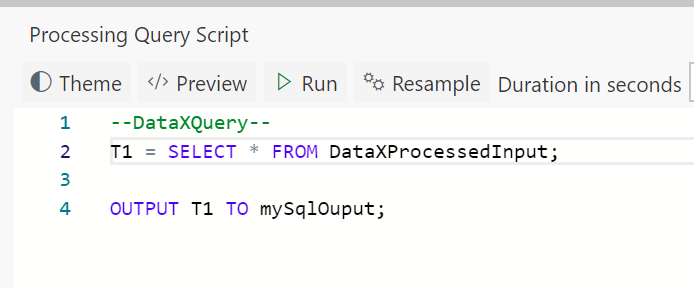 Processing Query Script
Theme </> Preview Run Resample Duration in seconds
1 --DataXQuery--
2 T1 = SELECT * FROM DataXProcessedInput;
3
4 OUTPUT T1 TO mySqlOuput;